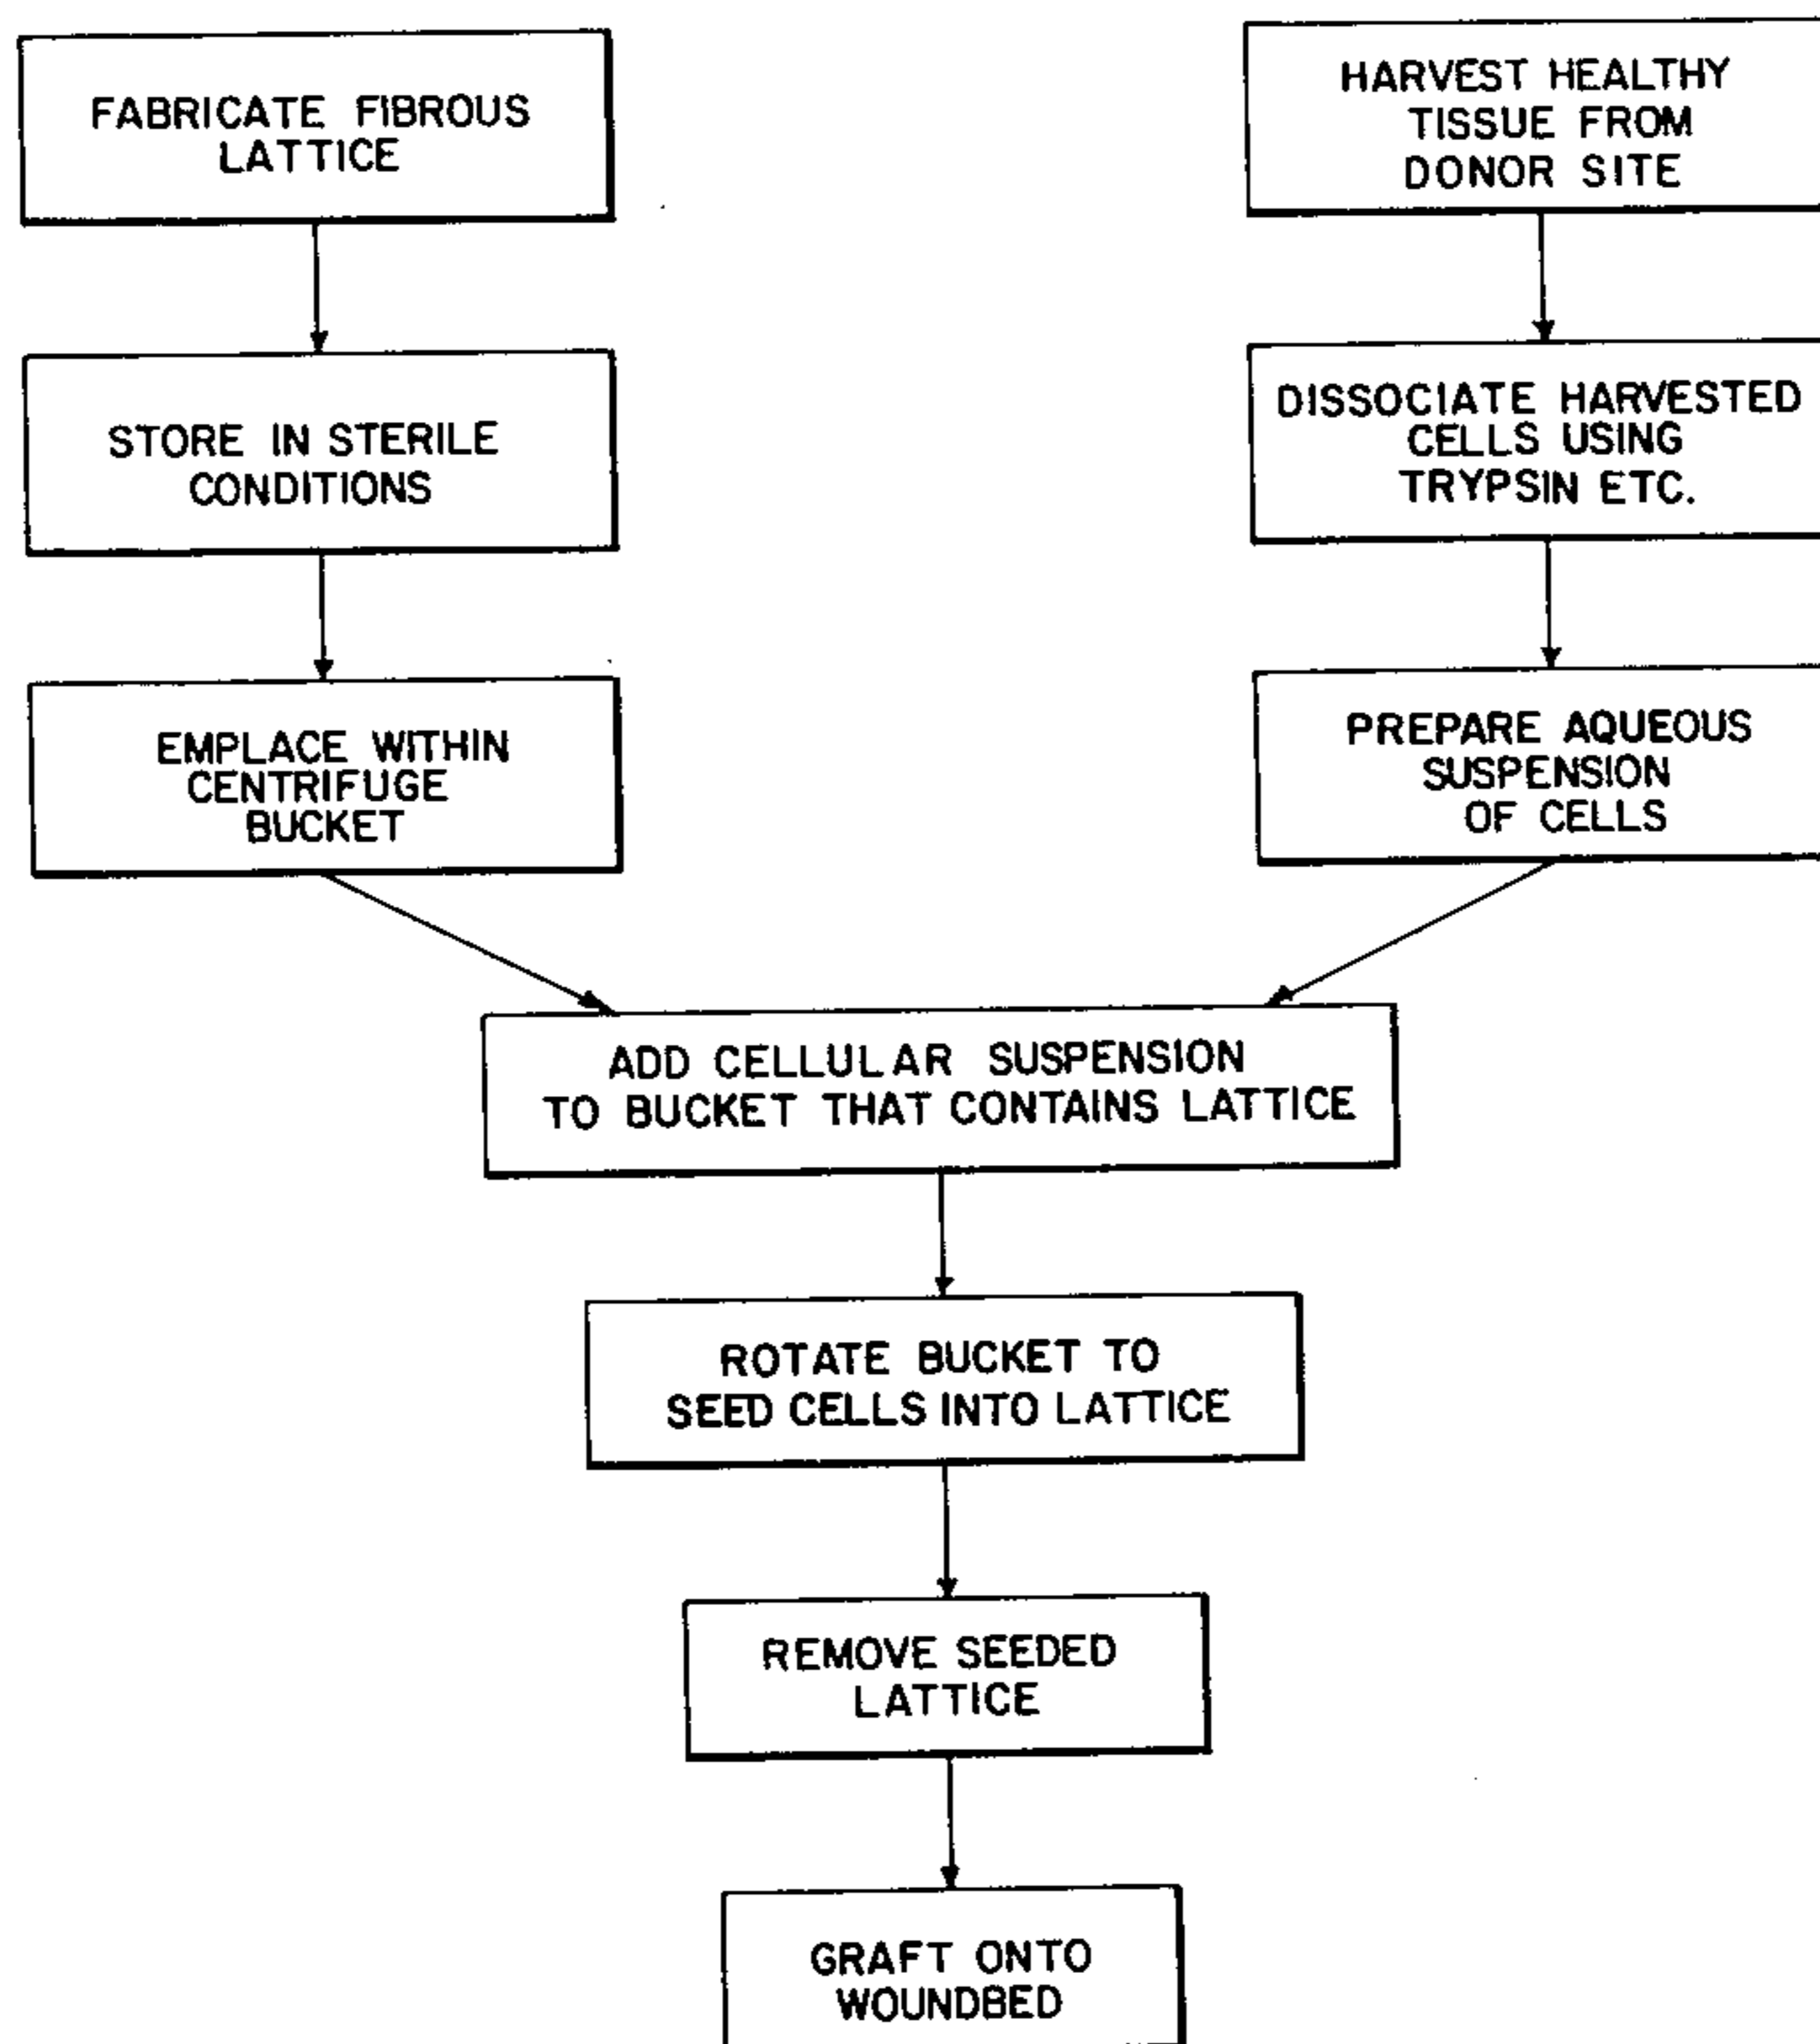 FABRICATE FIBROUS
LATTICE
HARVEST HEALTHY
TISSUE FROM
DONOR SITE
STORE IN STERILE
CONDITIONS
DISSOCIATE HARVESTED
CELLS USING
TRYPSIN ETC.
EMPLACE WITHIN
CENTRIFUGE
BUCKET
PREPARE AQUEOUS
SUSPENSION
OF CELLS
ADD CELLULAR SUSPENSION
TO BUCKET THAT CONTAINS LATTICE
ROTATE BUCKET TO
SEED CELLS INTO LATTICE
REMOVE SEEDED
LATTICE
GRAFT ONTO
WOUNDBED